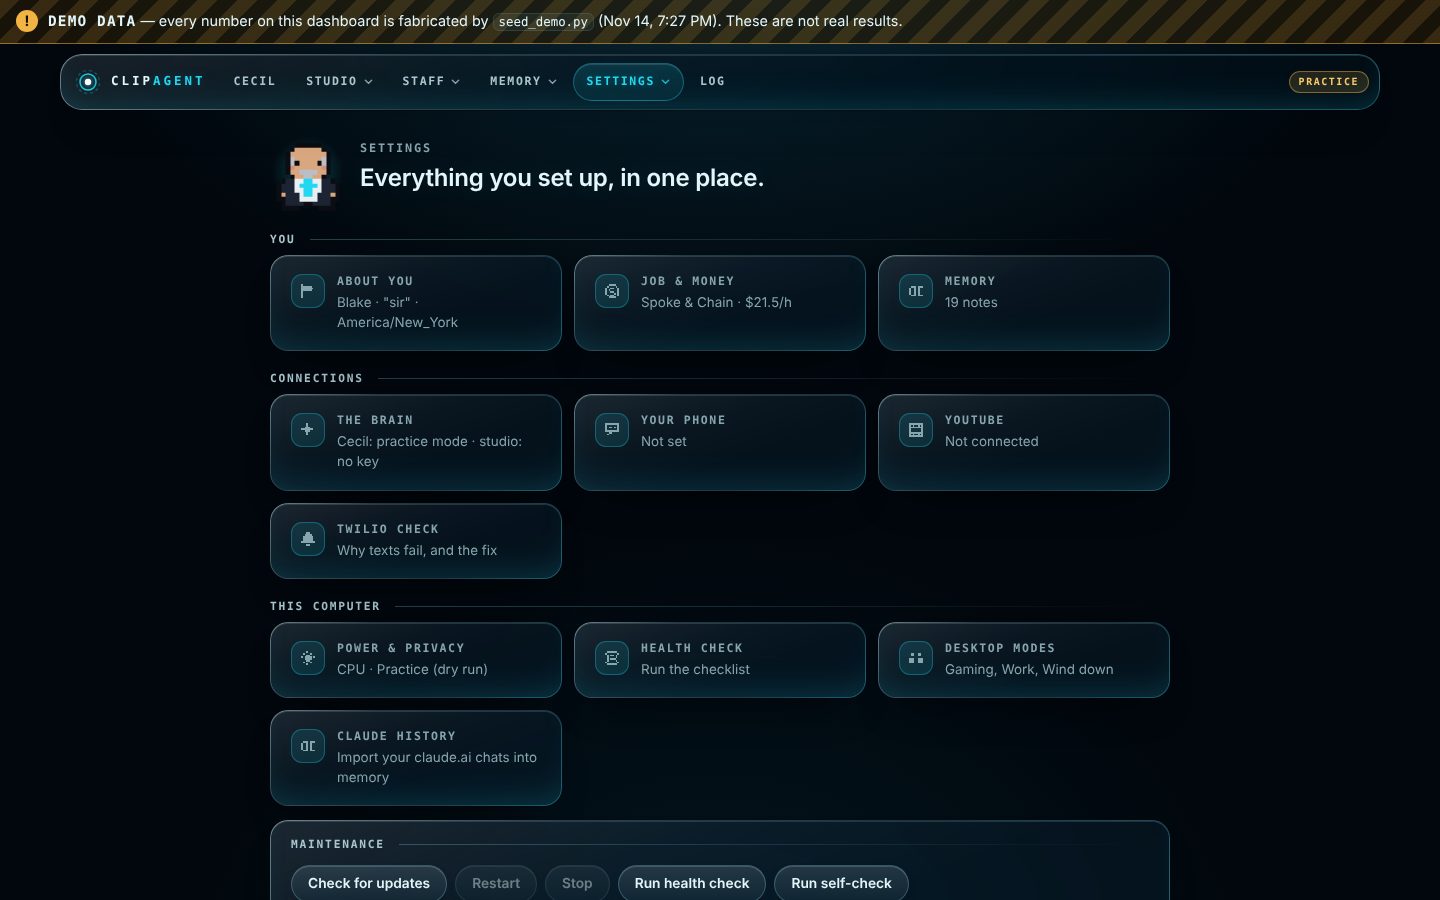 ! DEMO DATA — every number on this dashboard is fabricated by seed_demo.py (Nov 14, 7:27 PM). These are not real results.
CLIPAGENT CECIL STUDIO STAFF MEMORY SETTINGS LOG PRACTICE
SETTINGS
Everything you set up, in one place.
YOU
ABOUT YOU
Blake · "sir" ·
America/New_York
JOB & MONEY
Spoke & Chain · $21.5/h
MEMORY
19 notes
CONNECTIONS
THE BRAIN
Cecil: practice mode · studio:
no key
YOUR PHONE
Not set
YOUTUBE
Not connected
TWILIO CHECK
Why texts fail, and the fix
THIS COMPUTER
POWER & PRIVACY
CPU · Practice (dry run)
HEALTH CHECK
Run the checklist
DESKTOP MODES
Gaming, Work, Wind down
CLAUDE HISTORY
Import your claude.ai chats into
memory
MAINTENANCE
Check for updates Restart Stop Run health check Run self-check